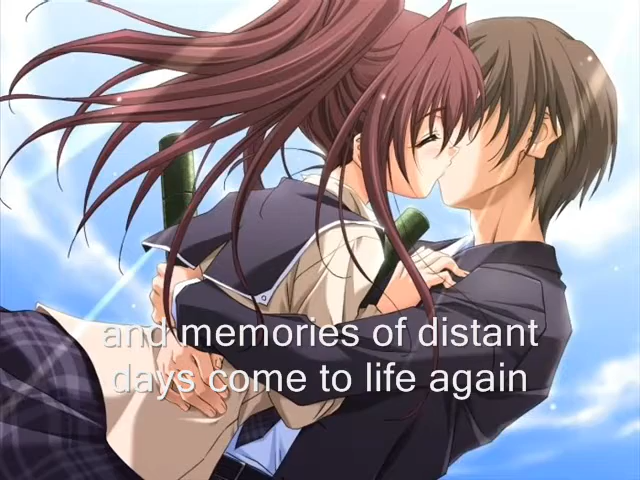 and memories of distant
days come to life again